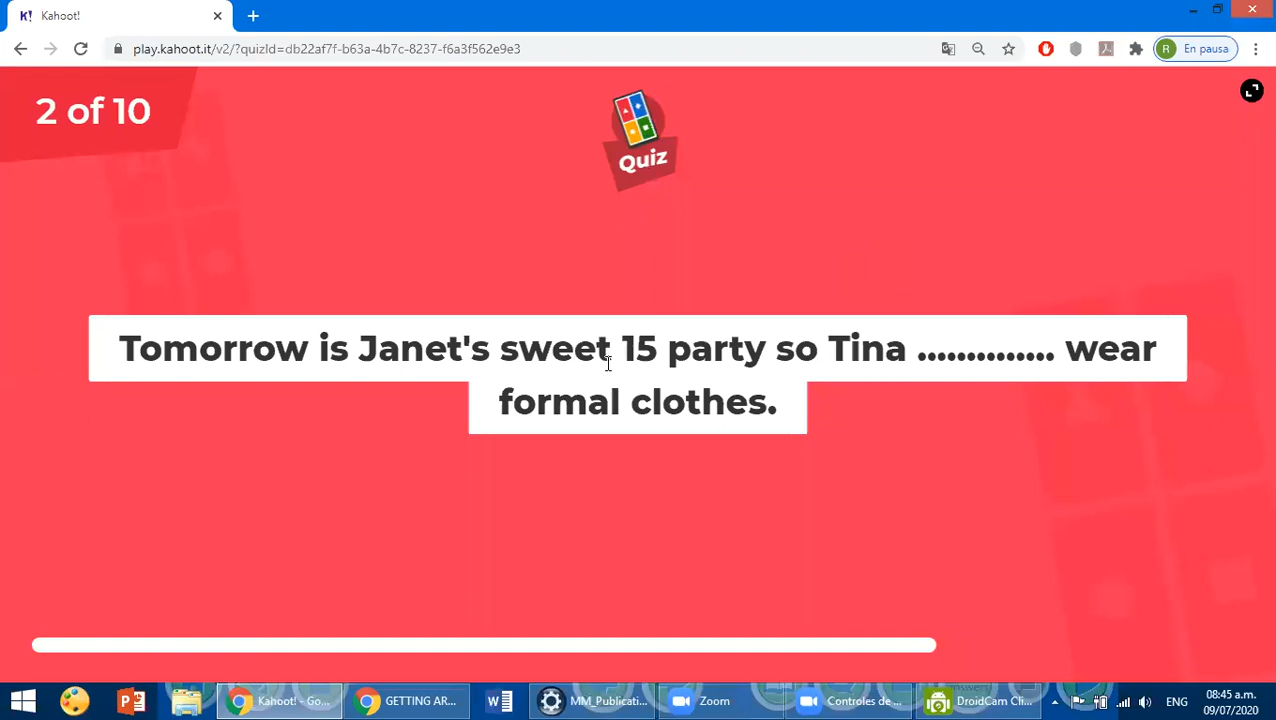 Kahoot!
play.kahoot.it/v2/?quizId=db22af7f-b63a-4b7c-8237-f6a3f562e9e3
R
En pausa
2 of 10
Quiz
Tomorrow is Janet's sweet 15 party so Tina .............. wear
formal clothes.
Kahoot! - Go...
GETTING AR...
MM_Publicati...
Zoom
Controles de ...
DroidCam Cli...
ENG
08:45 a.m.
09/07/2020